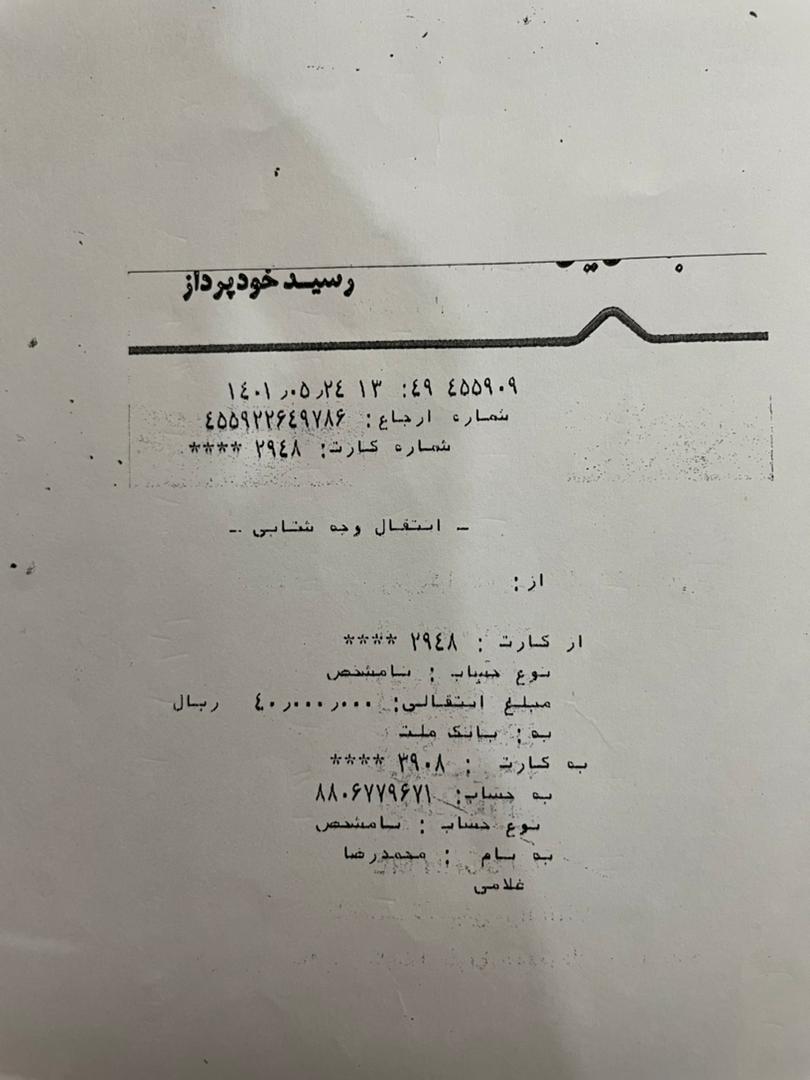 رسید خودپرداز
۱۴۰۱٫۰۵٫۲۴ ۱۳ :۴۹ ۴۵۵۹۰۹
شماره ارجاع: ۴۵۵۹۲۲۶۴۹۷۸۶
شماره کارت: ۲۹۴۸ ****
- انتقال وجه شتابی -
از :
از کارت : ۲۹۴۸ ****
نوع حساب : نامشخص
مبلغ انتقالی: ۴۰٫۰۰۰٫۰۰۰ ریال
به : بانک ملت
به کارت : ۳۹۰۸ ****
به حساب: ۸۸۰۶۷۷۹۶۷۱
نوع حساب : نامشخص
به نام : محمدرضا
غلامی